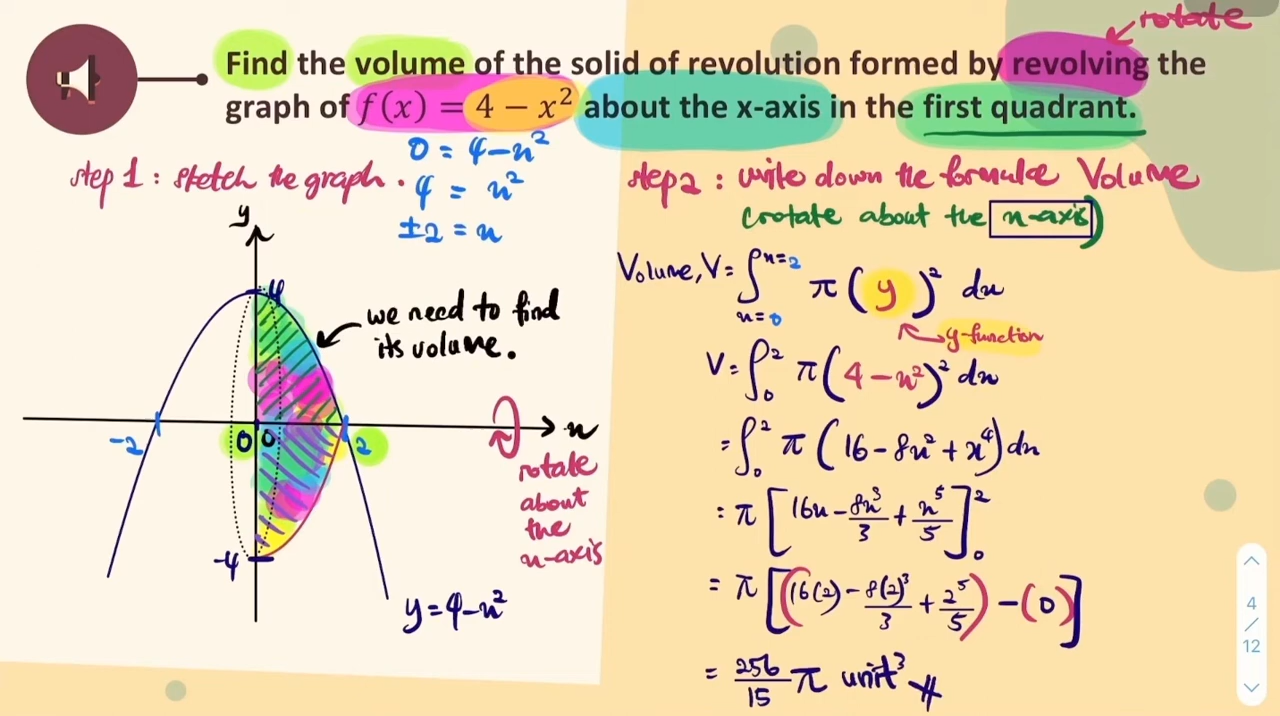 rotate
Find the volume of the solid of revolution formed by revolving the
graph of f(x) = 4 − x² about the x-axis in the first quadrant.
step 1 : sketch the graph .
0 = 4-x²
4 = x²
±2 = x
y
4
we need to find
its volume .
-2
0
0
2
x
rotate
about
the
x-axis
-4
y=4-x²
step 2 : write down the formulae Volume
(rotate about the x-axis)
Volume, V= ∫ x=0 x=2 π ( y )² dx
y-function
V= ∫₀² π (4-x²)² dx
= ∫₀² π (16-8x²+x⁴) dx
= π [16x-8x³/3+x⁵/5]₀²
= π [(16(2)-8(2)³/3+2⁵/5) -(0)]
= 256/15 π unit³ #
4
/
12